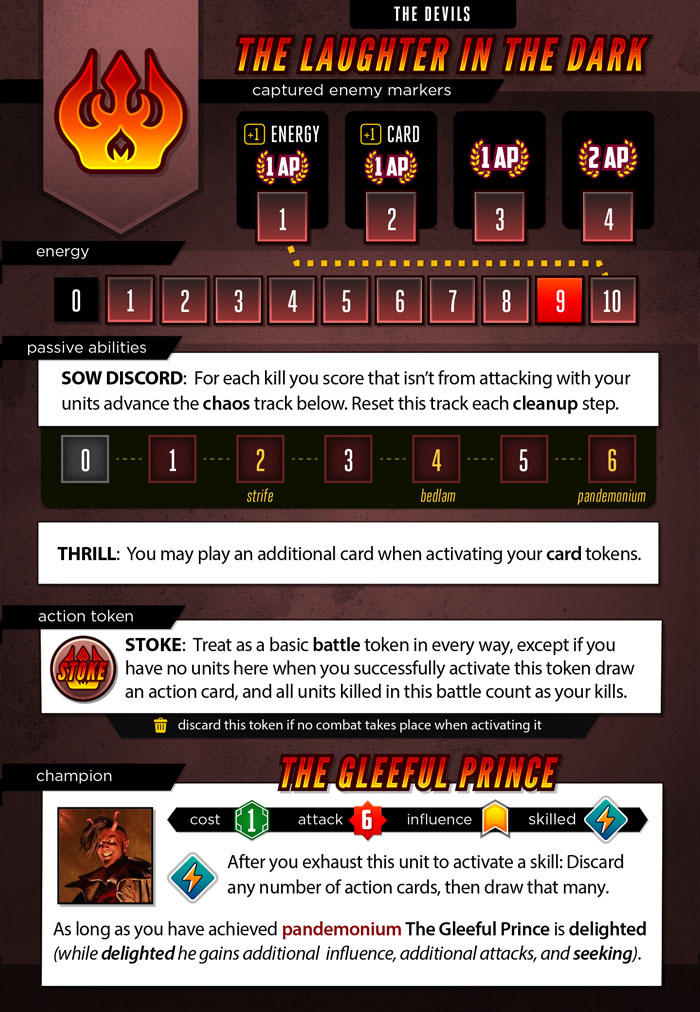 THE DEVILS
THE LAUGHTER IN THE DARK
captured enemy markers
+1 ENERGY
1 AP
1
+1 CARD
1 AP
2
1 AP
3
2 AP
4
energy
0 1 2 3 4 5 6 7 8 9 10
passive abilities
SOW DISCORD: For each kill you score that isn't from attacking with your
units advance the chaos track below. Reset this track each cleanup step.
0 1 2 3 4 5 6
strife bedlam pandemonium
THRILL: You may play an additional card when activating your card tokens.
action token
STOKE
STOKE: Treat as a basic battle token in every way, except if you
have no units here when you successfully activate this token draw
an action card, and all units killed in this battle count as your kills.
discard this token if no combat takes place when activating it
champion
THE GLEEFUL PRINCE
cost 1 attack 6 influence skilled
After you exhaust this unit to activate a skill: Discard
any number of action cards, then draw that many.
As long as you have achieved pandemonium The Gleeful Prince is delighted
(while delighted he gains additional influence, additional attacks, and seeking).